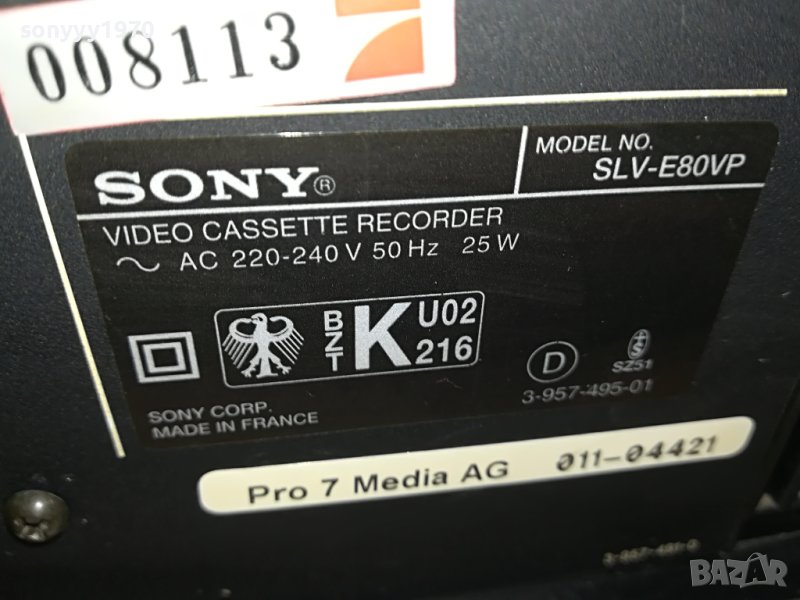 sonyyy1970
008113
SONY®
MODEL NO.
SLV-E80VP
VIDEO CASSETTE RECORDER
AC 220-240 V 50 Hz 25 W
BZT K U02 216
D
SZ51
3-957-495-01
SONY CORP.
MADE IN FRANCE
Pro 7 Media AG 011-04421
BAZAR